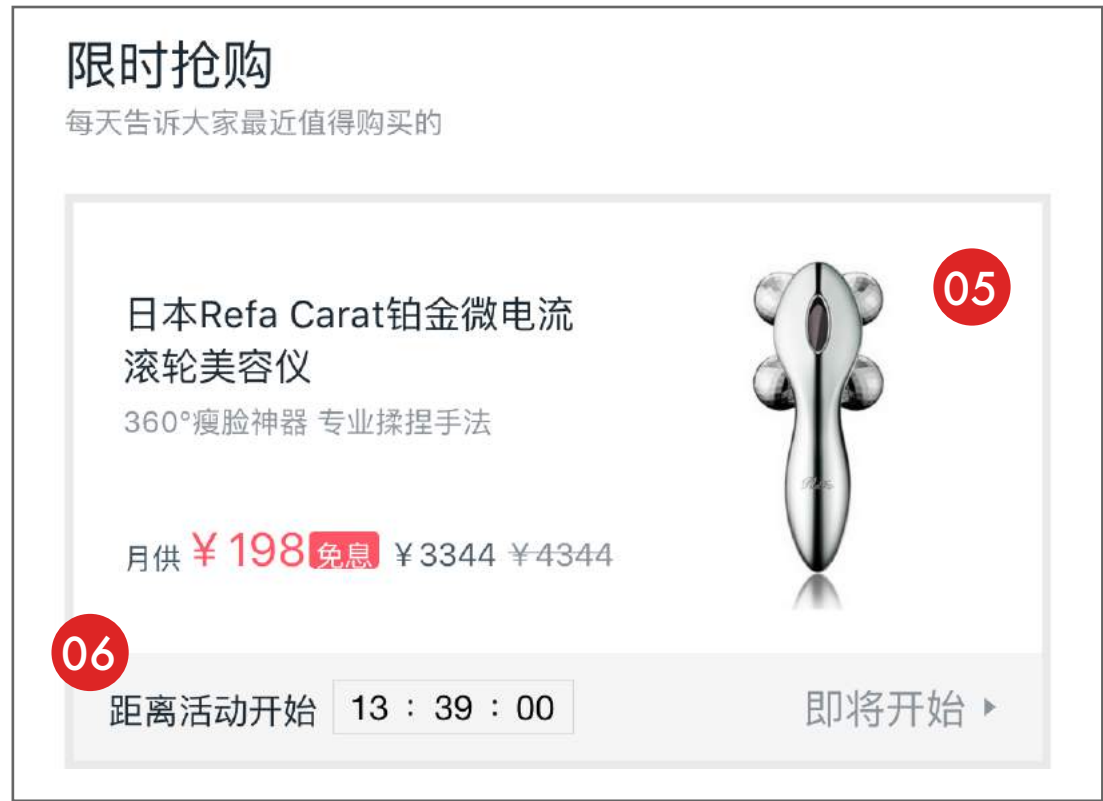 限时抢购
每天告诉大家最近值得购买的
05
日本Refa Carat铂金微电流
滚轮美容仪
360°瘦脸神器 专业揉捏手法
ReFa
月供 ¥198 免息 ¥3344 ¥4344
06
距离活动开始 13 : 39 : 00 即将开始